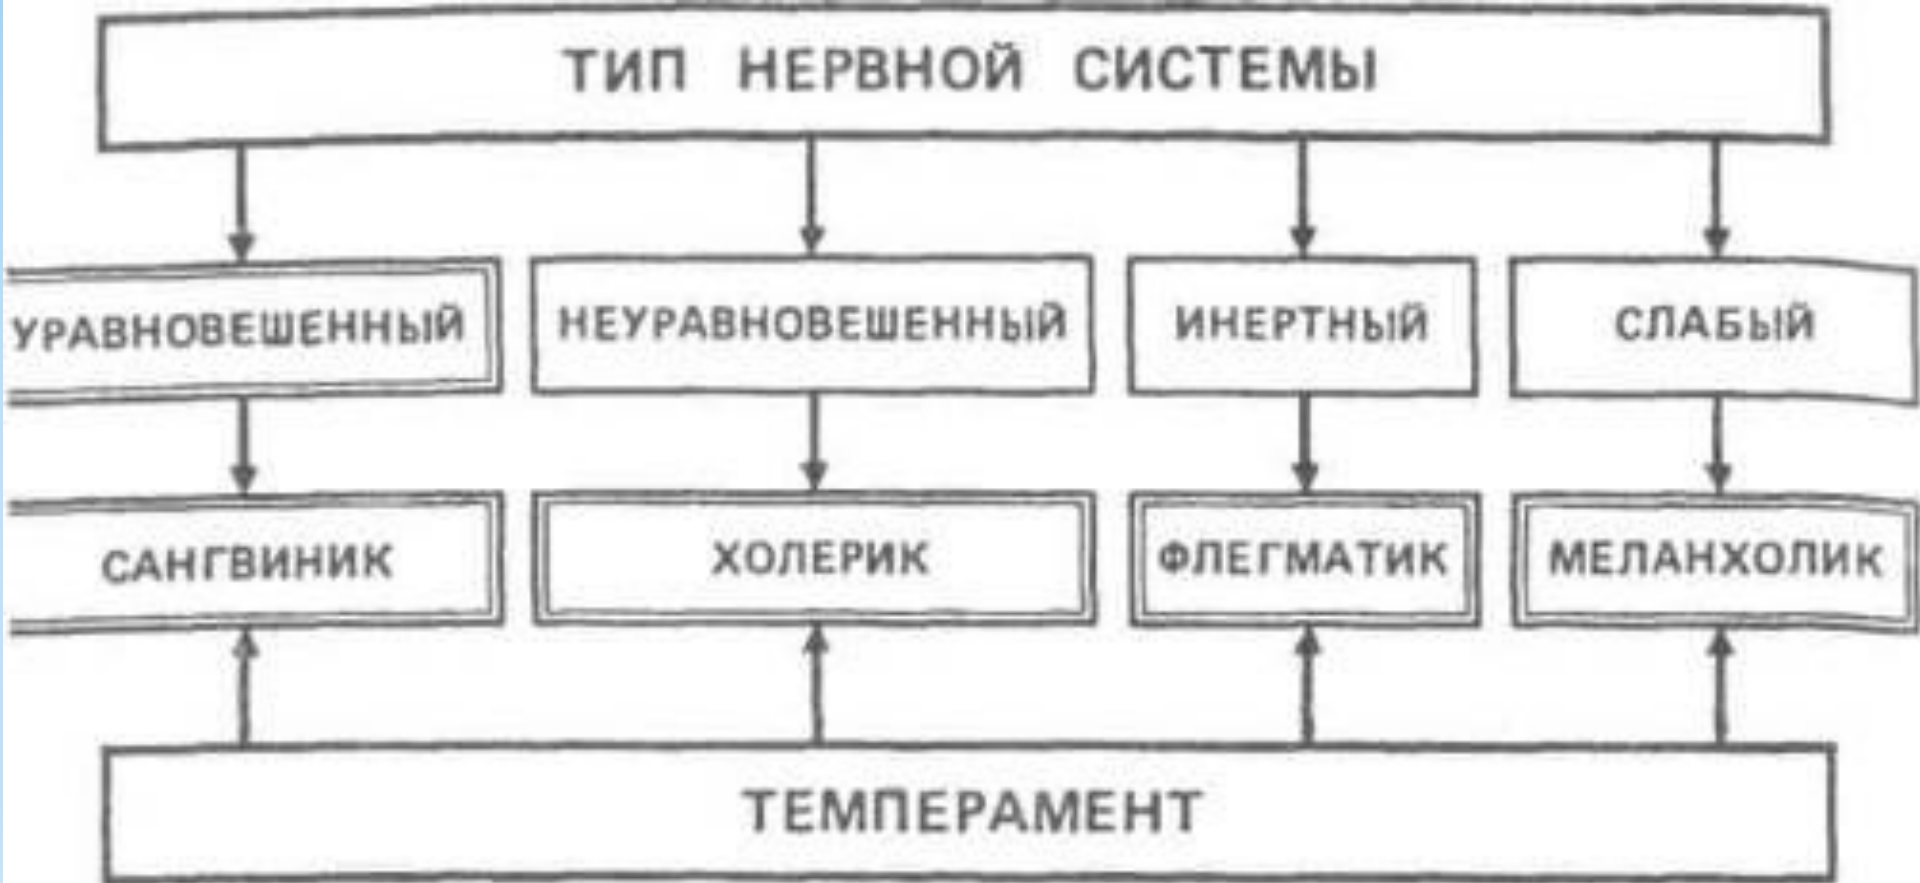 ТИП НЕРВНОЙ СИСТЕМЫ
УРАВНОВЕШЕННЫЙ
НЕУРАВНОВЕШЕННЫЙ
ИНЕРТНЫЙ
СЛАБЫЙ
САНГВИНИК
ХОЛЕРИК
ФЛЕГМАТИК
МЕЛАНХОЛИК
ТЕМПЕРАМЕНТ